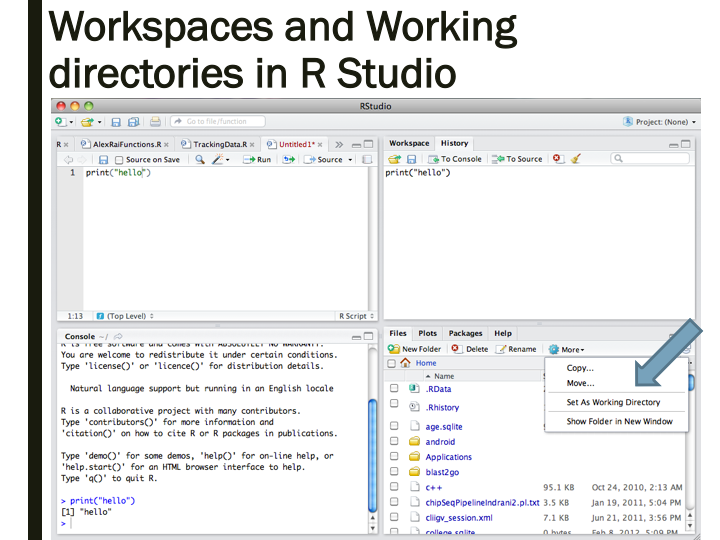 Workspaces and Working
directories in R Studio
RStudio
Go to file/function
Project: (None)
R
AlexRaiFunctions.R
TrackingData.R
Untitled1*
Source on Save
Run
Source
1 print("hello")
1:13 (Top Level) R Script
Workspace History
To Console To Source
print("hello")
Console ~/
R is free software and comes with ABSOLUTELY NO WARRANTY.
You are welcome to redistribute it under certain conditions.
Type 'license()' or 'licence()' for distribution details.
Natural language support but running in an English locale
R is a collaborative project with many contributors.
Type 'contributors()' for more information and
'citation()' on how to cite R or R packages in publications.
Type 'demo()' for some demos, 'help()' for on-line help, or
'help.start()' for an HTML browser interface to help.
Type 'q()' to quit R.
> print("hello")
[1] "hello"
>
Files Plots Packages Help
New Folder Delete Rename More
Home
Name
Copy...
Move...
Set As Working Directory
Show Folder in New Window
.RData
.Rhistory
age.sqlite
android
Applications
blast2go
c++ 95.1 KB Oct 24, 2010, 2:13 AM
chipSeqPipelineIndrani2.pl.txt 3.5 KB Jan 19, 2011, 5:04 PM
cliigv_session.xml 7.1 KB Jun 21, 2011, 3:56 PM
college.sqlite 0 bytes Feb 8, 2012, 6:09 PM